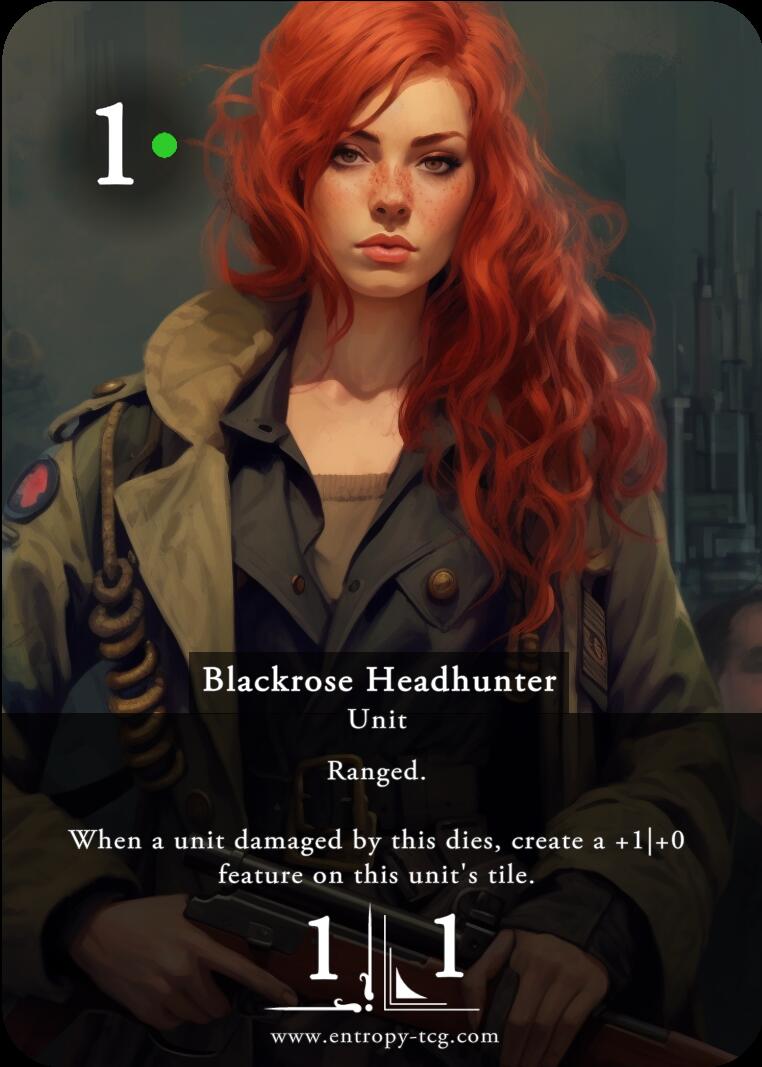 1
Blackrose Headhunter
Unit
Ranged.
When a unit damaged by this dies, create a +1|+0
feature on this unit's tile.
1 1
www.entropy-tcg.com